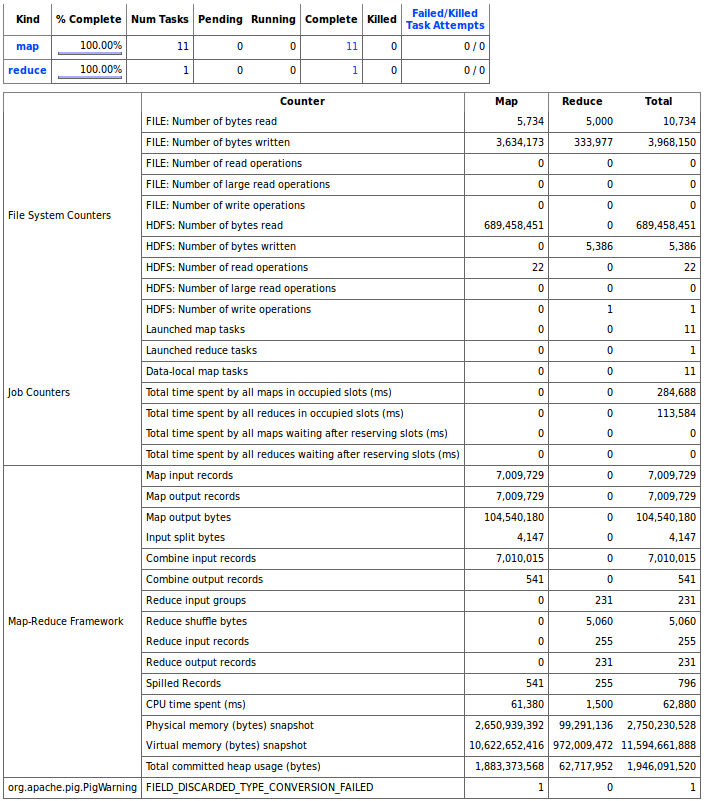 Kind % Complete Num Tasks Pending Running Complete Killed Failed/Killed Task Attempts
map 100.00% 11 0 0 11 0 0 / 0
reduce 100.00% 1 0 0 1 0 0 / 0
Counter Map Reduce Total
File System Counters
FILE: Number of bytes read 5,734 5,000 10,734
FILE: Number of bytes written 3,634,173 333,977 3,968,150
FILE: Number of read operations 0 0 0
FILE: Number of large read operations 0 0 0
FILE: Number of write operations 0 0 0
HDFS: Number of bytes read 689,458,451 0 689,458,451
HDFS: Number of bytes written 0 5,386 5,386
HDFS: Number of read operations 22 0 22
HDFS: Number of large read operations 0 0 0
HDFS: Number of write operations 0 1 1
Job Counters
Launched map tasks 0 0 11
Launched reduce tasks 0 0 1
Data-local map tasks 0 0 11
Total time spent by all maps in occupied slots (ms) 0 0 284,688
Total time spent by all reduces in occupied slots (ms) 0 0 113,584
Total time spent by all maps waiting after reserving slots (ms) 0 0 0
Total time spent by all reduces waiting after reserving slots (ms) 0 0 0
Map-Reduce Framework
Map input records 7,009,729 0 7,009,729
Map output records 7,009,729 0 7,009,729
Map output bytes 104,540,180 0 104,540,180
Input split bytes 4,147 0 4,147
Combine input records 7,010,015 0 7,010,015
Combine output records 541 0 541
Reduce input groups 0 231 231
Reduce shuffle bytes 0 5,060 5,060
Reduce input records 0 255 255
Reduce output records 0 231 231
Spilled Records 541 255 796
CPU time spent (ms) 61,380 1,500 62,880
Physical memory (bytes) snapshot 2,650,939,392 99,291,136 2,750,230,528
Virtual memory (bytes) snapshot 10,622,652,416 972,009,472 11,594,661,888
Total committed heap usage (bytes) 1,883,373,568 62,717,952 1,946,091,520
org.apache.pig.PigWarning FIELD_DISCARDED_TYPE_CONVERSION_FAILED 1 0 1